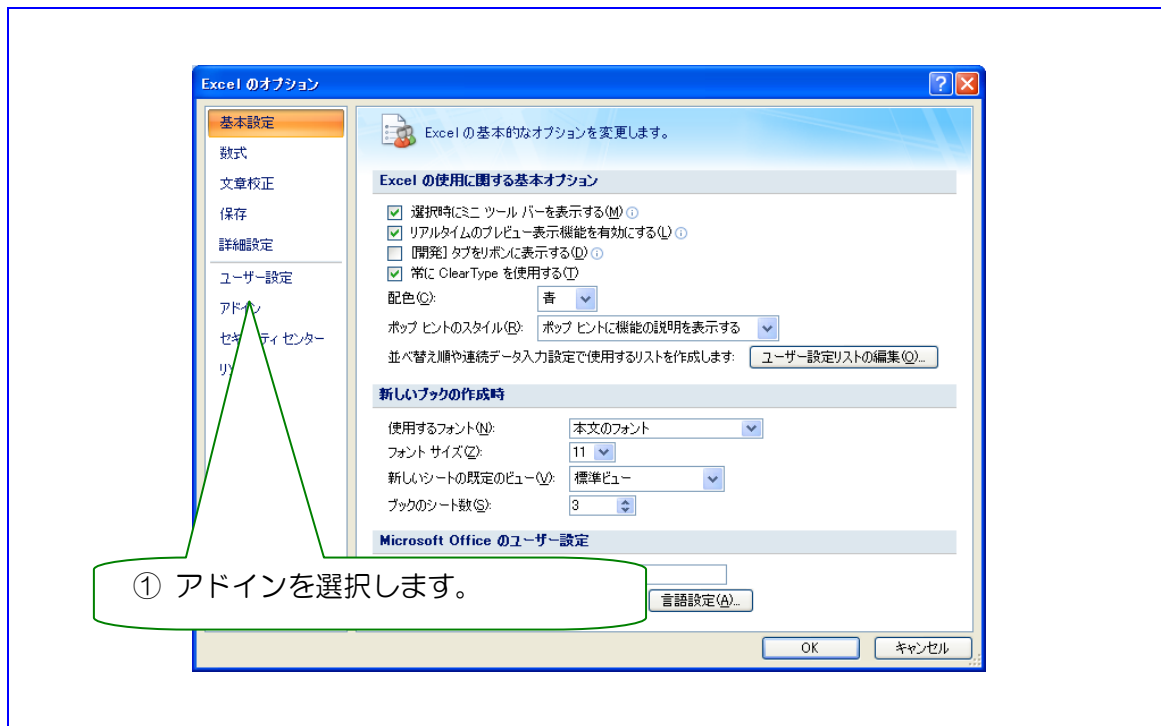 Excel のオプション
基本設定
数式
文章校正
保存
詳細設定
ユーザー設定
アドイン
センター
Excel の基本的なオプションを変更します。
Excel の使用に関する基本オプション
選択時にミニ ツール バーを表示する(M)
リアルタイムのプレビュー表示機能を有効にする(L)
[開発] タブをリボンに表示する(D)
常に ClearType を使用する(T)
配色(C): 青
ポップ ヒントのスタイル(R): ポップ ヒントに機能の説明を表示する
並べ替え順や連続データ入力設定で使用するリストを作成します: ユーザー設定リストの編集(O)...
新しいブックの作成時
使用するフォント(N): 本文のフォント
フォント サイズ(Z): 11
新しいシートの既定のビュー(V): 標準ビュー
ブックのシート数(S): 3
Microsoft Office のユーザー設定
言語設定(A)...
① アドインを選択します。
OK キャンセル